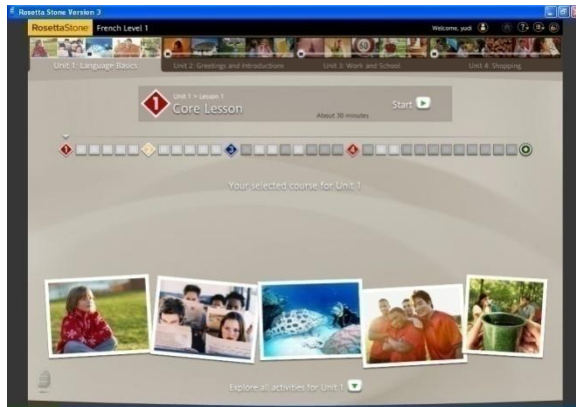 Rosetta Stone Version 3
RosettaStone French Level 1
Welcome, yudi
Unit 1: Language Basics
Unit 2: Greetings and Introductions
Unit 3: Work and School
Unit 4: Shopping
1
Unit 1 > Lesson 1
Core Lesson
About 30 minutes
Start
1 2 3 4
Your selected course for Unit 1
Explore all activities for Unit 1